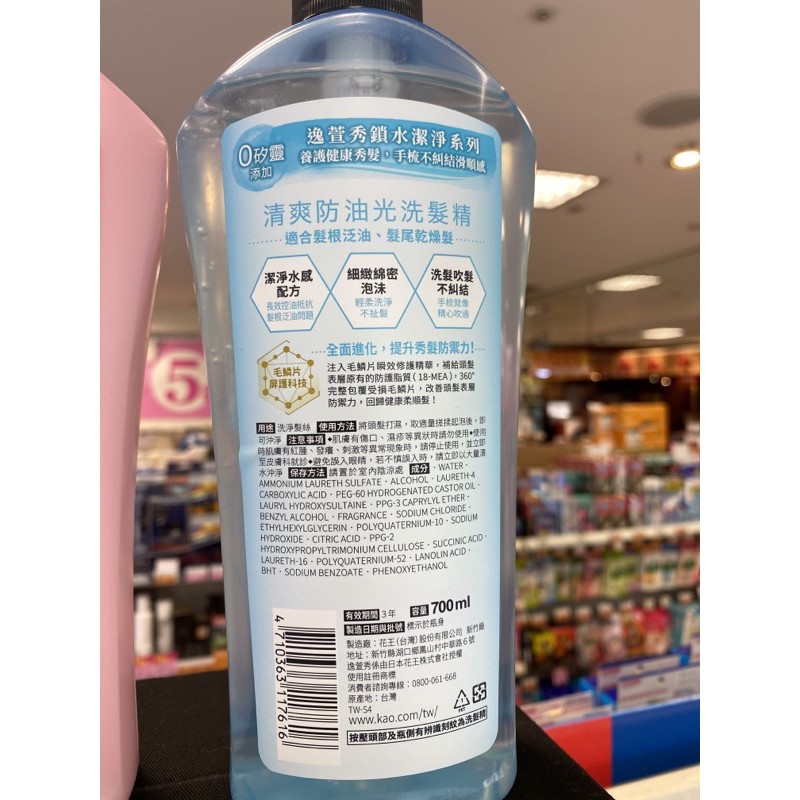 0矽靈
添加
逸萱秀鎖水潔淨系列
養護健康秀髮，手梳不糾結滑順感
清爽防油光洗髮精
適合髮根泛油、髮尾乾燥髮
潔淨水感
配方
長效控油抵抗
髮根泛油問題
細緻綿密
泡沫
輕柔洗淨
不扯髮
洗髮吹髮
不糾結
手梳就像
精心吹過
毛鱗片
屏護科技
全面進化，提升秀髮防禦力！
注入毛鱗片瞬效修護精華，補給頭髮
表層原有的防護脂質（18-MEA），360°
完整包覆受損毛鱗片，改善頭髮表層
防禦力，回歸健康柔順髮！
用途 洗淨髮絲 使用方法 將頭髮打濕，取適量搓揉起泡後，即
可沖淨 注意事項 ◆肌膚有傷口、濕疹等異狀時請勿使用◆使用
時肌膚有紅腫、發癢、刺激等異常現象時，請停止使用，並立即
至皮膚科就診◆避免誤入眼睛，若不慎誤入時，請立即以大量清
水沖淨 保存方法 請置於室內陰涼處 成分 · WATER ·
AMMONIUM LAURETH SULFATE · ALCOHOL · LAURETH-4
CARBOXYLIC ACID · PEG-60 HYDROGENATED CASTOR OIL ·
LAURYL HYDROXYSULTAINE · PPG-3 CAPRYLYL ETHER ·
BENZYL ALCOHOL · FRAGRANCE · SODIUM CHLORIDE ·
ETHYLHEXYLGLYCERIN · POLYQUATERNIUM-10 · SODIUM
HYDROXIDE · CITRIC ACID · PPG-2
HYDROXYPROPYLTRIMONIUM CELLULOSE · SUCCINIC ACID ·
LAURETH-16 · POLYQUATERNIUM-52 · LANOLIN ACID ·
BHT · SODIUM BENZOATE · PHENOXYETHANOL
有效期間 3 年 容量 700ml
製造日期與批號 標示於瓶身
製造廠：花王(台灣)股份有限公司 新竹廠
地址：新竹縣湖口鄉鳳山村中華路６號
逸萱秀係由日本花王株式會社授權
使用註冊商標
消費者諮詢專線：0800-061-668
原產地：台灣
TW-S4
www.kao.com/tw/
PET
按壓頭部及瓶側有辨識刻紋為洗髮精
4 710363 117616
5